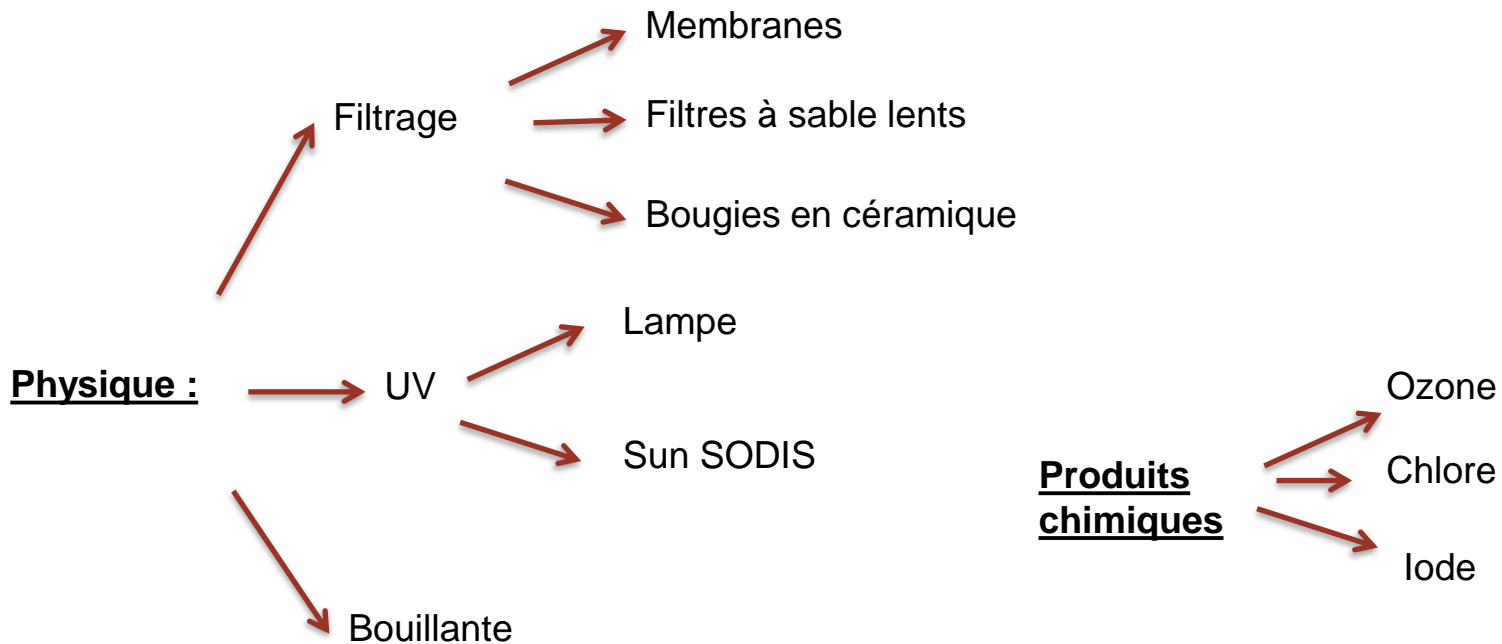 Membranes
Filtrage
Filtres à sable lents
Bougies en céramique
Physique :
UV
Lampe
Sun SODIS
Bouillante
Produits
chimiques
Ozone
Chlore
Iode